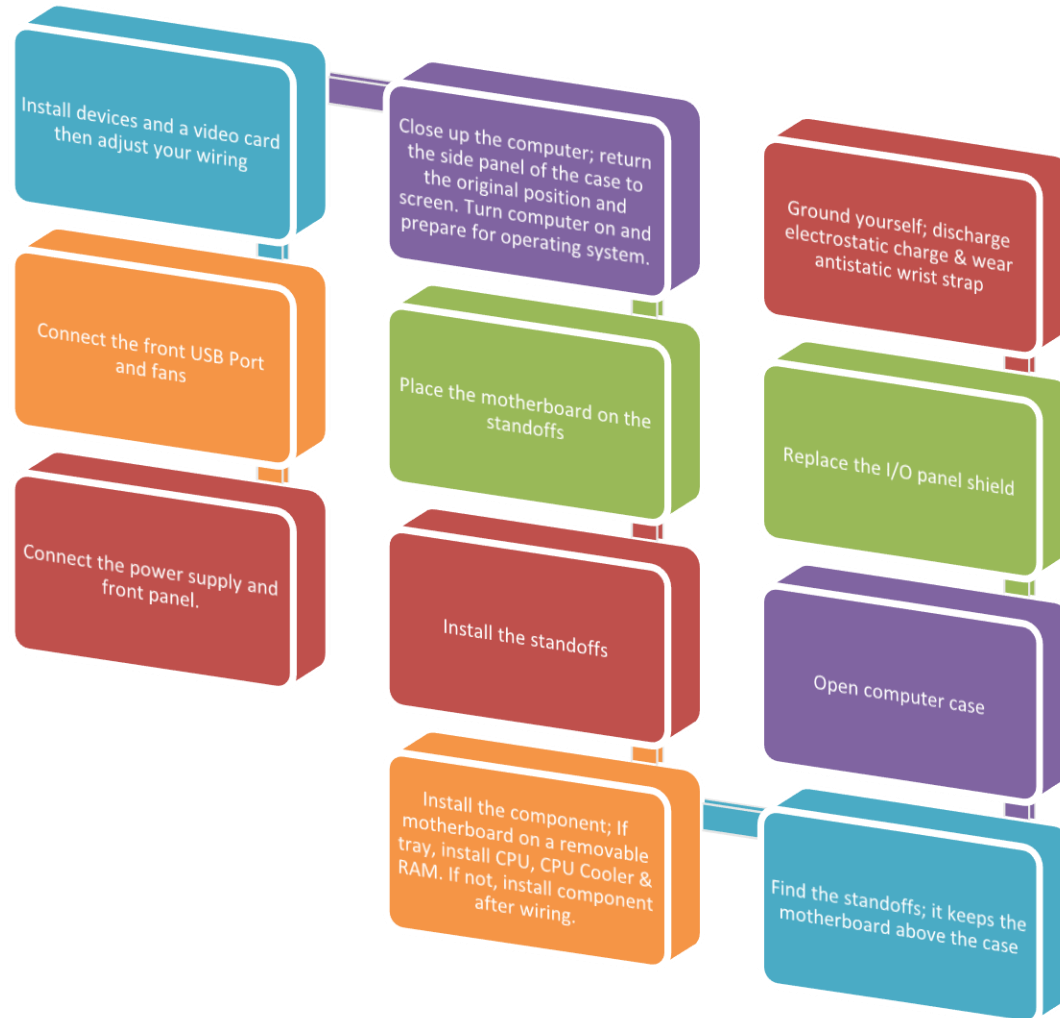 Install devices and a video card
then adjust your wiring
Connect the front USB Port
and fans
Connect the power supply and
front panel.
Close up the computer; return
the side panel of the case to
the original position and
screen. Turn computer on and
prepare for operating system.
Place the motherboard on the
standoffs
Install the standoffs
Install the component; If
motherboard on a removable
tray, install CPU, CPU Cooler &
RAM. If not, install component
after wiring.
Ground yourself; discharge
electrostatic charge & wear
antistatic wrist strap
Replace the I/O panel shield
Open computer case
Find the standoffs; it keeps the
motherboard above the case